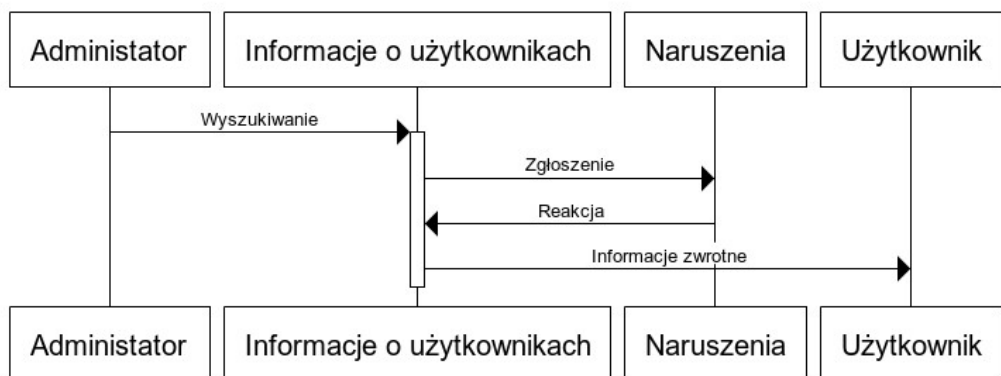 Administator
Informacje o użytkownikach
Naruszenia
Użytkownik
Wyszukiwanie
Zgłoszenie
Reakcja
Informacje zwrotne
Administator
Informacje o użytkownikach
Naruszenia
Użytkownik